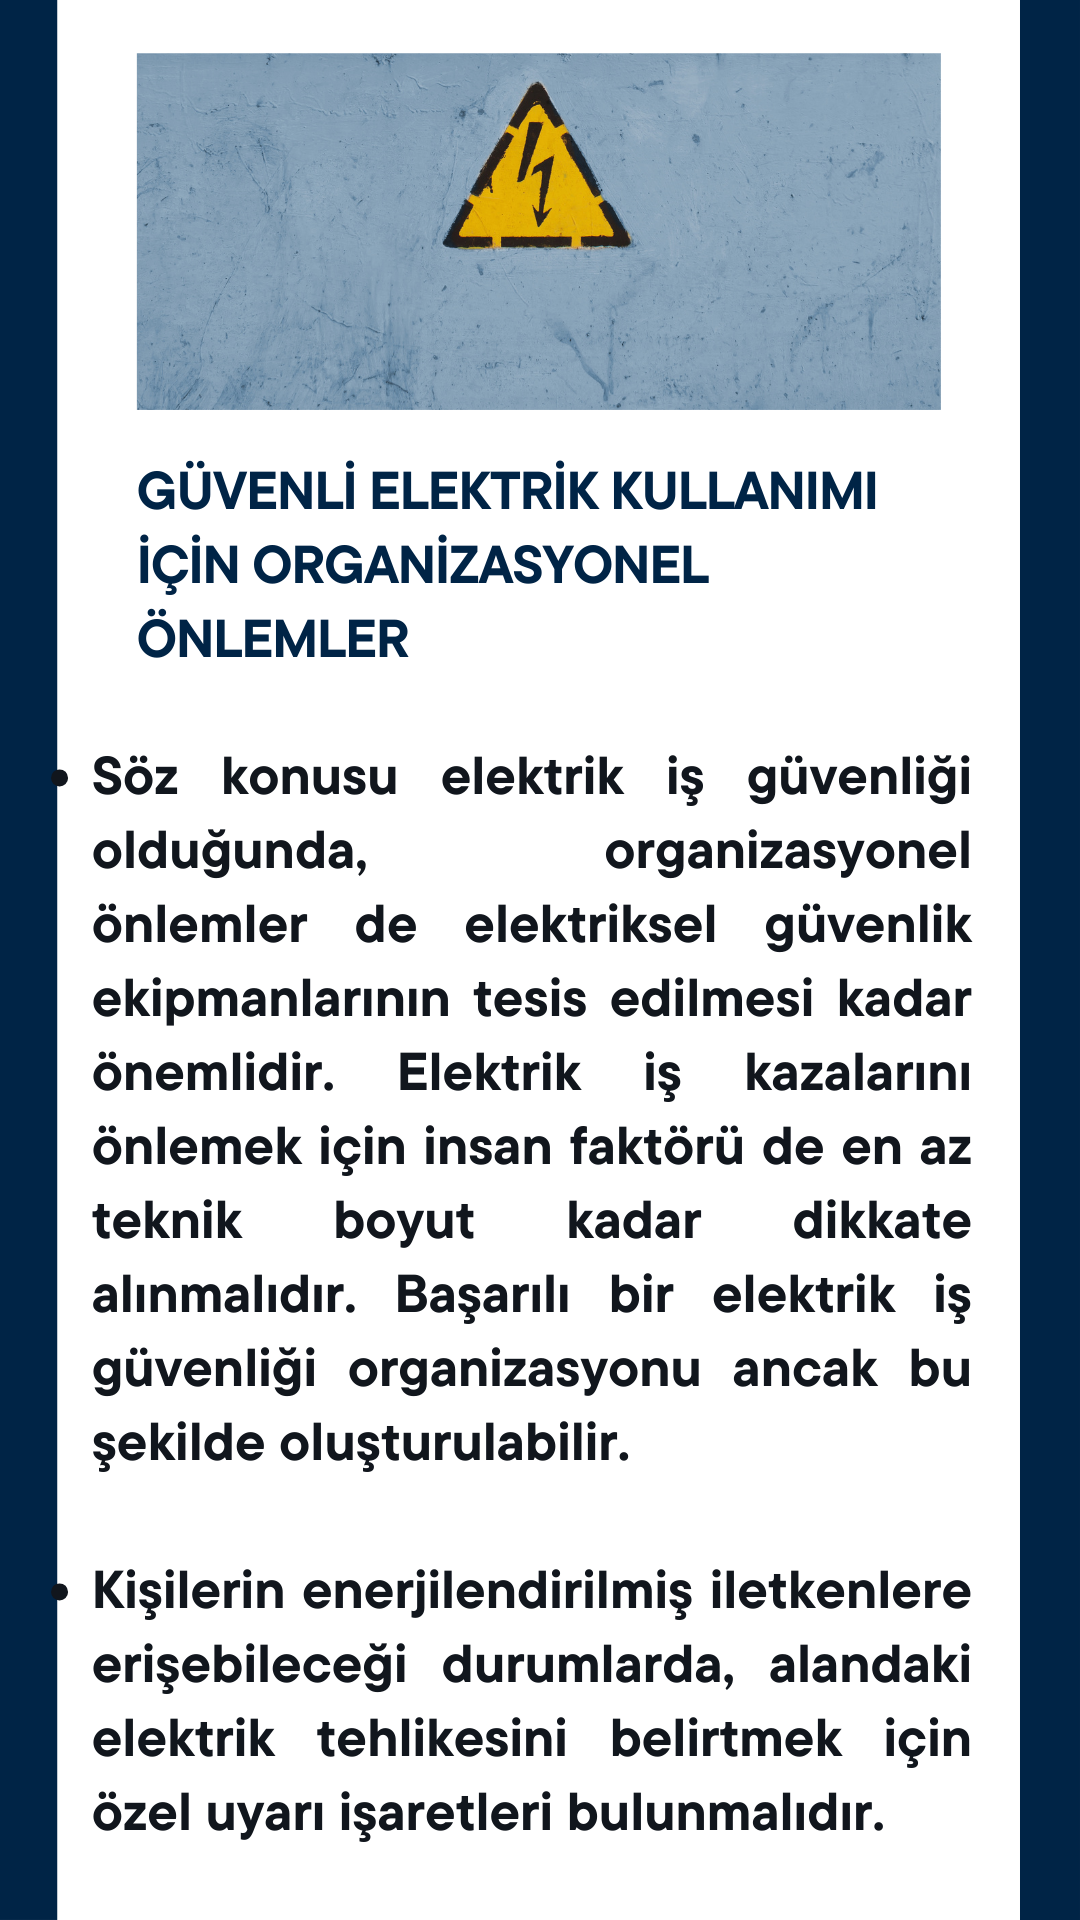 GÜVENLİ ELEKTRİK KULLANIMI
İÇİN ORGANİZASYONEL
ÖNLEMLER
• Söz konusu elektrik iş güvenliği
olduğunda, organizasyonel
önlemler de elektriksel güvenlik
ekipmanlarının tesis edilmesi kadar
önemlidir. Elektrik iş kazalarını
önlemek için insan faktörü de en az
teknik boyut kadar dikkate
alınmalıdır. Başarılı bir elektrik iş
güvenliği organizasyonu ancak bu
şekilde oluşturulabilir.
• Kişilerin enerjilendirilmiş iletkenlere
erişebileceği durumlarda, alandaki
elektrik tehlikesini belirtmek için
özel uyarı işaretleri bulunmalıdır.